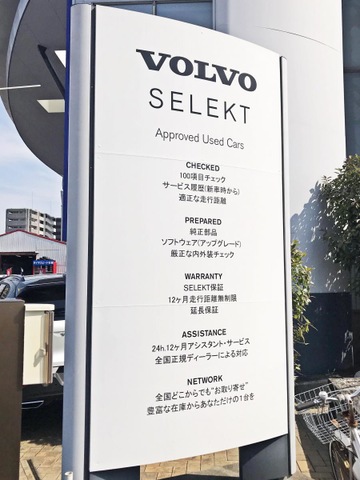 VOLVO
SELEKT
Approved Used Cars
CHECKED
100項目チェック
サービス履歴(新車時から)
適正な走行距離
PREPARED
純正部品
ソフトウェア(アップグレード)
厳正な内外装チェック
WARRANTY
SELEKT保証
12ヶ月走行距離無制限
延長保証
ASSISTANCE
24h.12ヶ月アシスタント・サービス
全国正規ディーラーによる対応
NETWORK
全国どこからでも"お取り寄せ"
豊富な在庫からあなただけの1台を